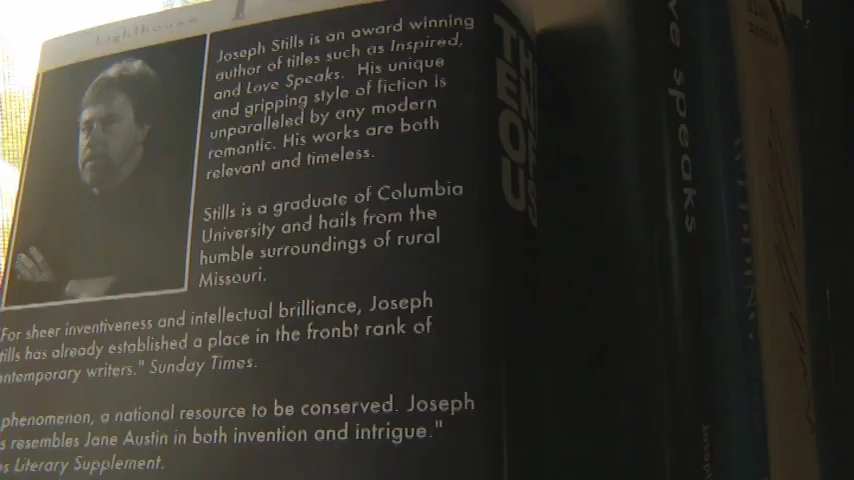 Lighthouse
Joseph Stills is an award winning
author of titles such as Inspired,
and Love Speaks. His unique
and gripping style of fiction is
unparalleled by any modern
romantic. His works are both
relevant and timeless.
Stills is a graduate of Columbia
University and hails from the
humble surroundings of rural
Missouri.
"For sheer inventiveness and intellectual brilliance, Joseph
tills has already established a place in the fronbt rank of
ontemporary writers." Sunday Times.
phenomenon, a national resource to be conserved. Joseph
s resembles Jane Austin in both invention and intrigue."
s Literary Supplement.
ve speaks